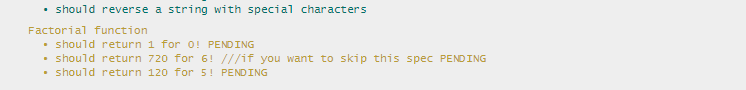 • should reverse a string with special characters
Factorial function
• should return 1 for 0! PENDING
• should return 720 for 6! ///if you want to skip this spec PENDING
• should return 120 for 5! PENDING